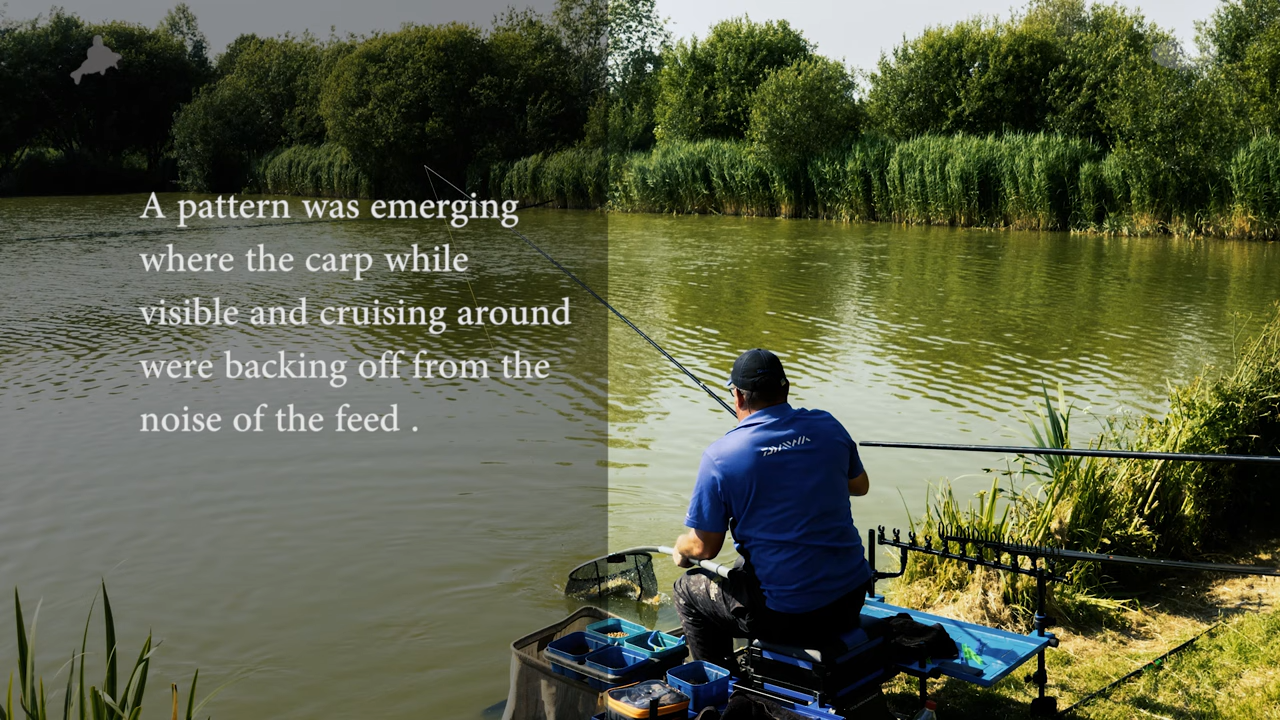 A pattern was emerging
where the carp while
visible and cruising around
were backing off from the
noise of the feed .
DAIWA